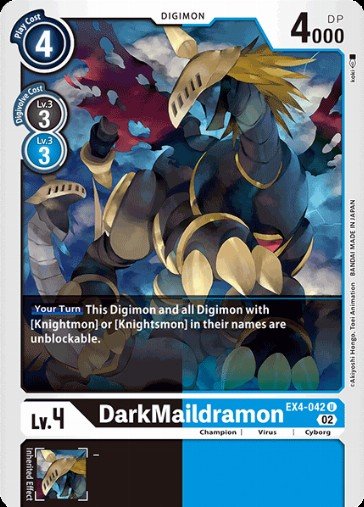 DIGIMON
Play Cost
4
DP
4000
Digivolve Cost
Lv.3
3
Lv.3
3
koki
Your Turn This Digimon and all Digimon with
[Knightmon] or [Knightsmon] in their names are
unblockable.
©Akiyoshi Hongo, Toei Animation BANDAI MADE IN JAPAN
Lv.4
DarkMaildramon
EX4-042 U
02
Champion Virus Cyborg
Inherited Effect
-